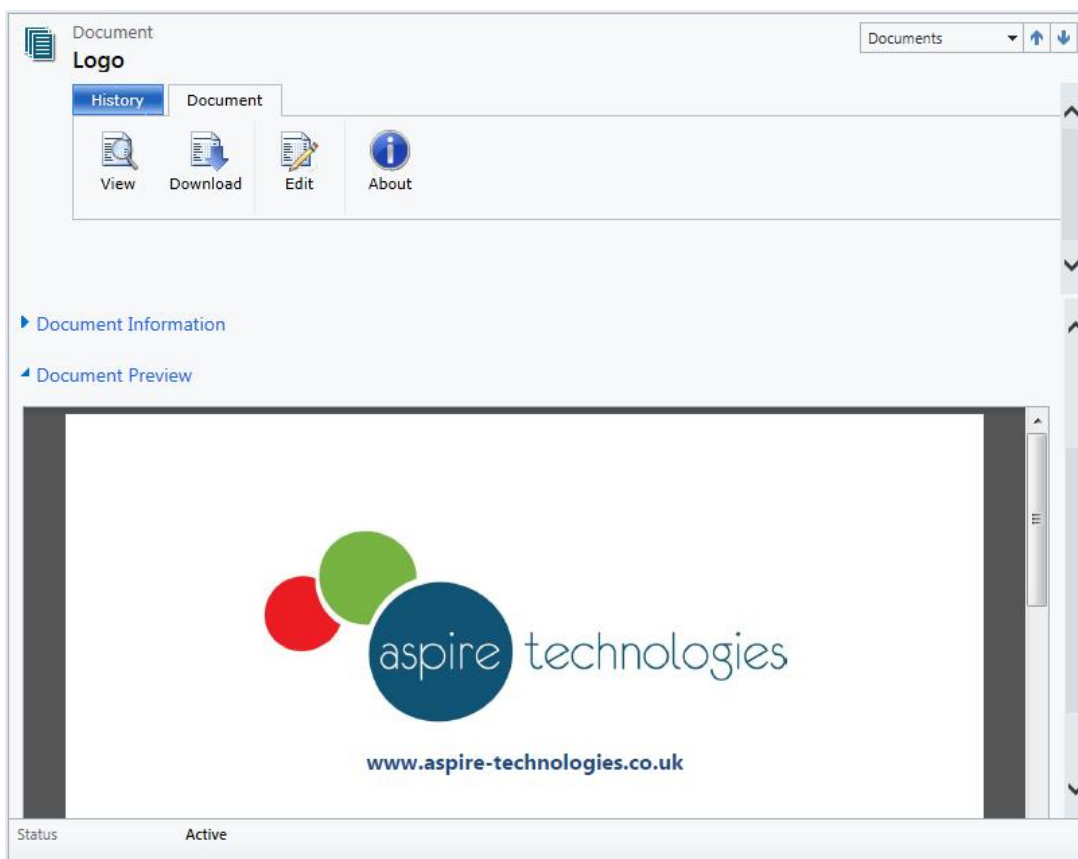 Document
Logo
Documents
History Document
View Download Edit About
Document Information
Document Preview
aspire technologies
www.aspire-technologies.co.uk
Status Active